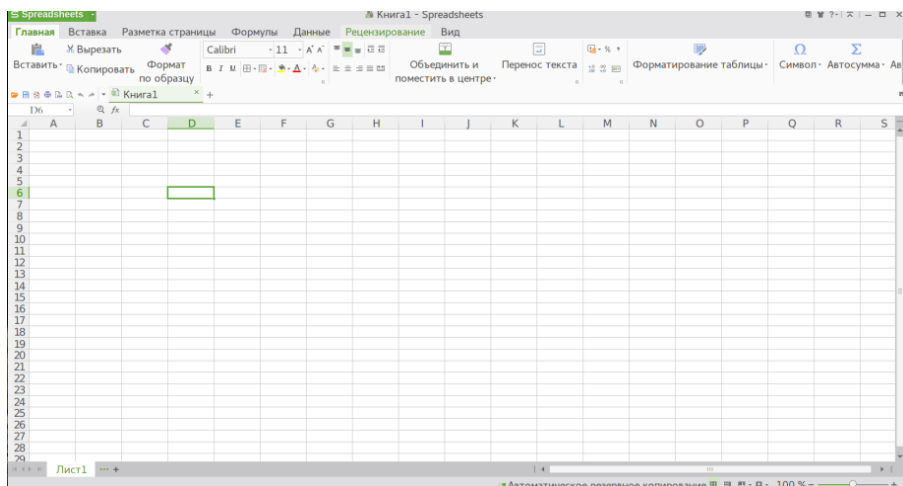 S Spreadsheets
Книга1 - Spreadsheets
Главная Вставка Разметка страницы Формулы Данные Рецензирование Вид
Вырезать Calibri 11
Вставить Копировать Формат по образцу B I U Объединить и поместить в центре Перенос текста Форматирование таблицы Символ Автосумма Ав
Книга1 × +
D6 fx
A B C D E F G H I J K L M N O P Q R S
1
2
3
4
5
6
7
8
9
10
11
12
13
14
15
16
17
18
19
20
21
22
23
24
25
26
27
28
29
Лист1 ··· +
Автоматическое резервное копирование 100 % – +